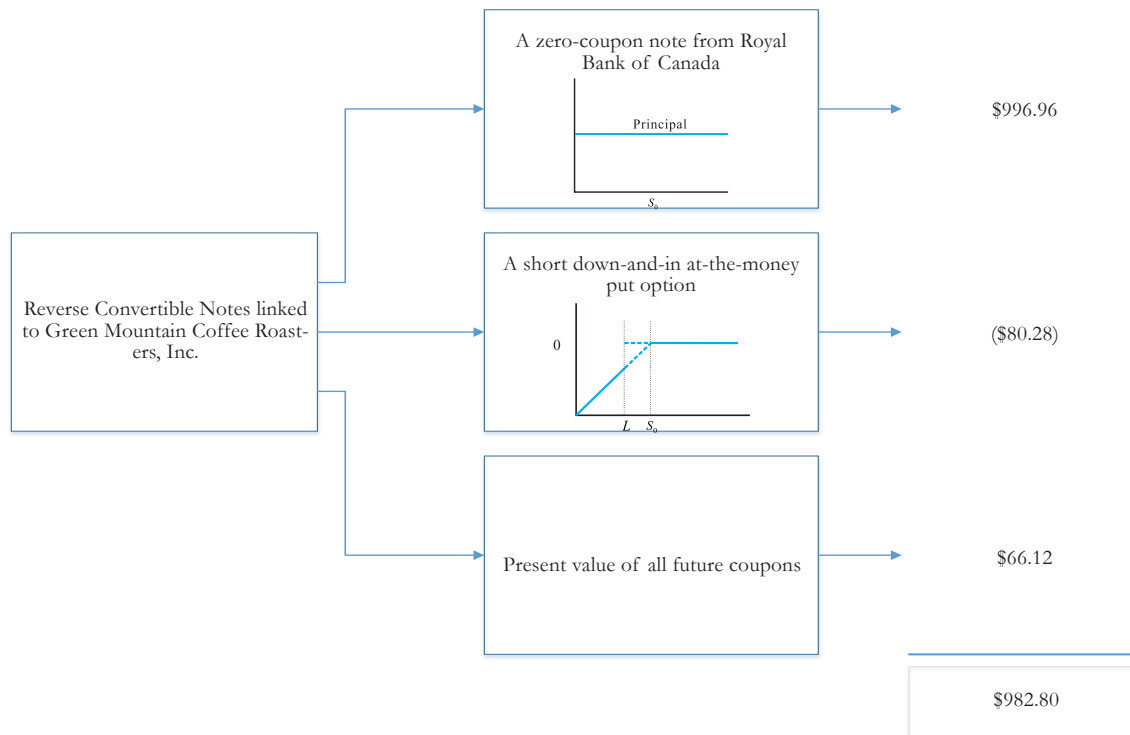 A zero-coupon note from Royal
Bank of Canada
Principal
S₀
$996.96
Reverse Convertible Notes linked
to Green Mountain Coffee Roast-
ers, Inc.
A short down-and-in at-the-money
put option
0
L S₀
($80.28)
Present value of all future coupons
$66.12
$982.80